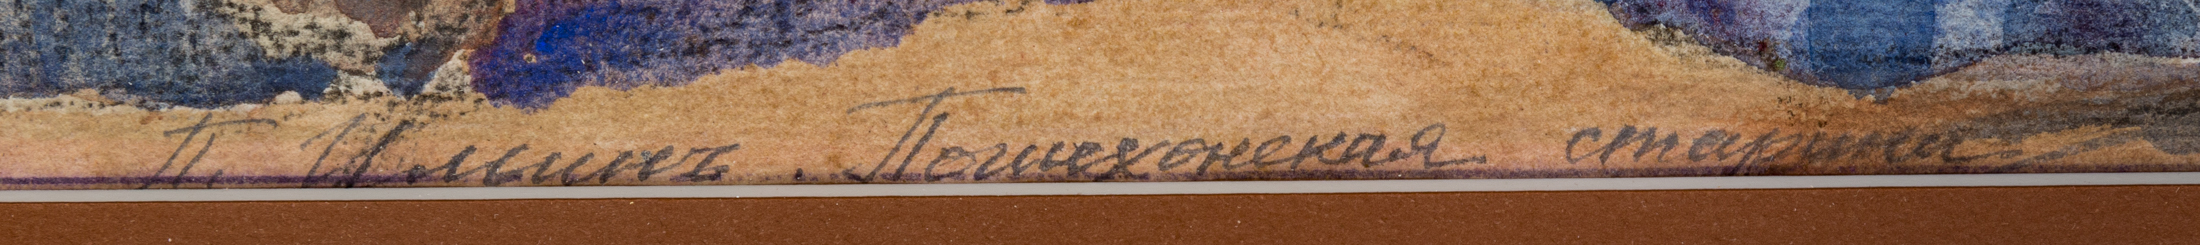 П. Ильинъ. Пошехонская старина